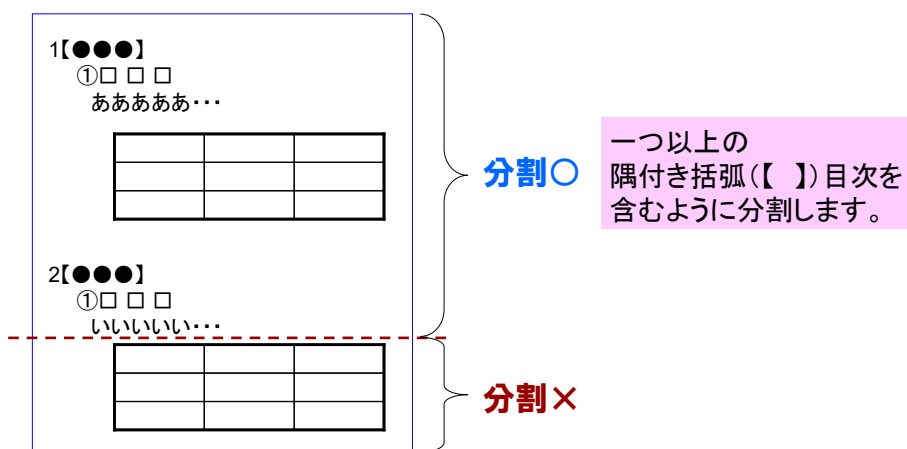 1【●●●】
①□ □ □
あああああ･･･
2【●●●】
①□ □ □
いいいいい･･･
分割○
一つ以上の
隅付き括弧(【　】)目次を
含むように分割します。
分割×